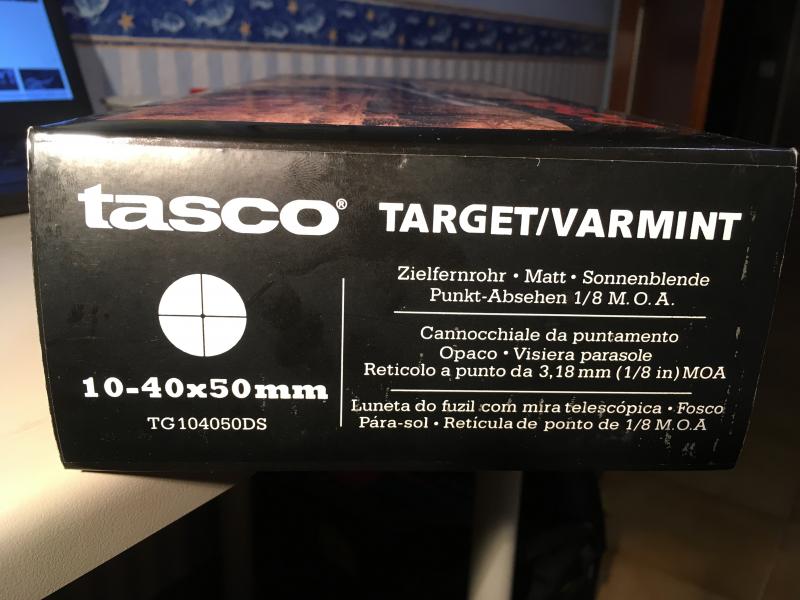 tasco®
TARGET/VARMINT
10-40x50mm
TG104050DS
Zielfernrohr • Matt • Sonnenblende
Punkt-Absehen 1/8 M.O.A.
Cannocchiale da puntamento
Opaco • Visiera parasole
Reticolo a punto da 3,18 mm (1/8 in) MOA
Luneta do fuzil com mira telescópica • Fosco
Pára-sol • Retícula de ponto de 1/8 M.O.A